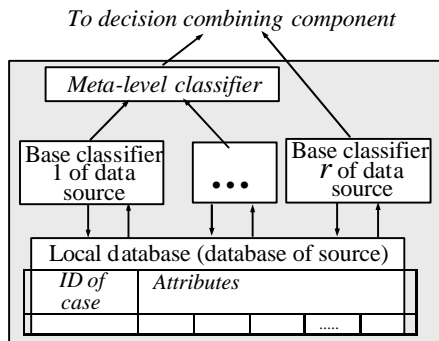 To decision combining component
Meta-level classifier
Base classifier
1 of data
source
...
Base classifier
r of data
source
Local database (database of source)
ID of
case
Attributes
.....